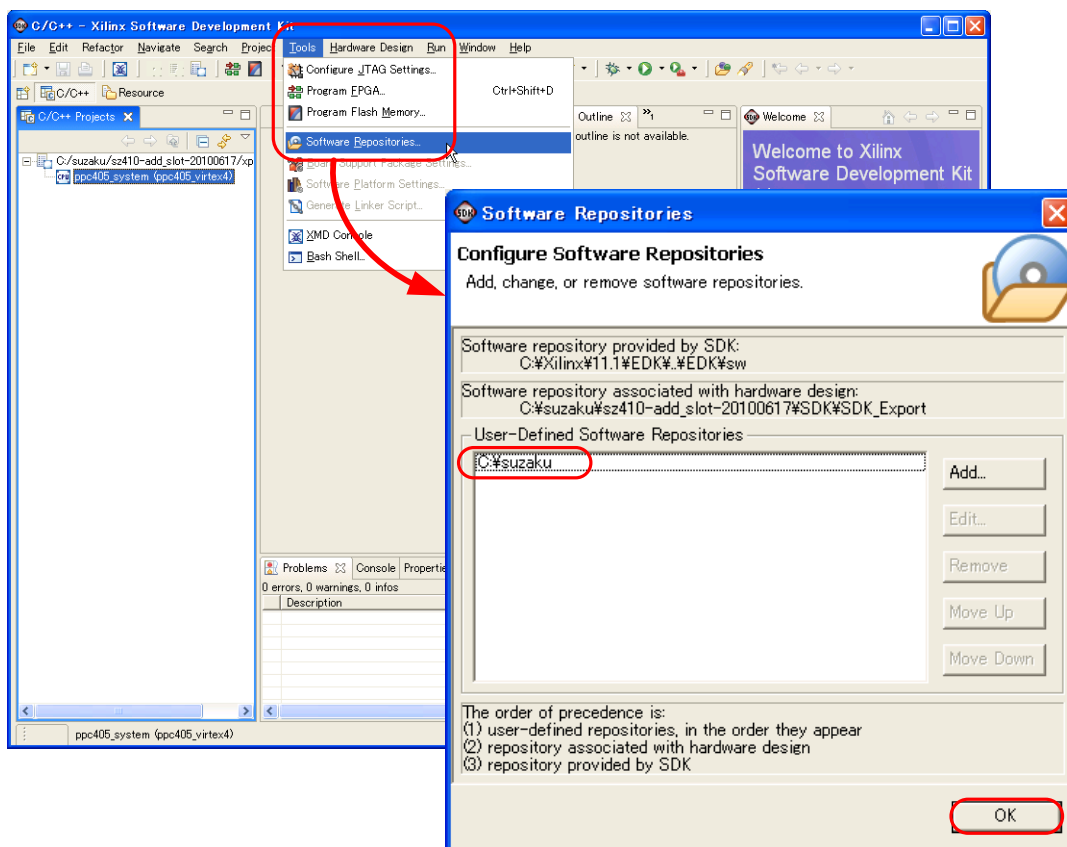 C/C++ - Xilinx Software Development Kit
File Edit Refactor Navigate Search Project Tools Hardware Design Run Window Help
Configure JTAG Settings...
Program FPGA... Ctrl+Shift+D
Program Flash Memory...
Software Repositories...
Board Support Package Settings...
Software Platform Settings...
Generate Linker Script...
XMD Console
Bash Shell...
C/C++ Resource
C/C++ Projects
C:/suzaku/sz410-add_slot-20100617/xp
ppc405_system (ppc405_virtex4)
Outline
outline is not available.
Welcome
Welcome to Xilinx
Software Development Kit
Problems Console Propertie
0 errors, 0 warnings, 0 infos
Description
ppc405_system (ppc405_virtex4)
Software Repositories
Configure Software Repositories
Add, change, or remove software repositories.
Software repository provided by SDK:
C:¥Xilinx¥11.1¥EDK¥..¥EDK¥sw
Software repository associated with hardware design:
C:¥suzaku¥sz410-add_slot-20100617¥SDK¥SDK_Export
User-Defined Software Repositories
C:¥suzaku
Add...
Edit...
Remove
Move Up
Move Down
The order of precedence is:
(1) user-defined repositories, in the order they appear
(2) repository associated with hardware design
(3) repository provided by SDK
OK